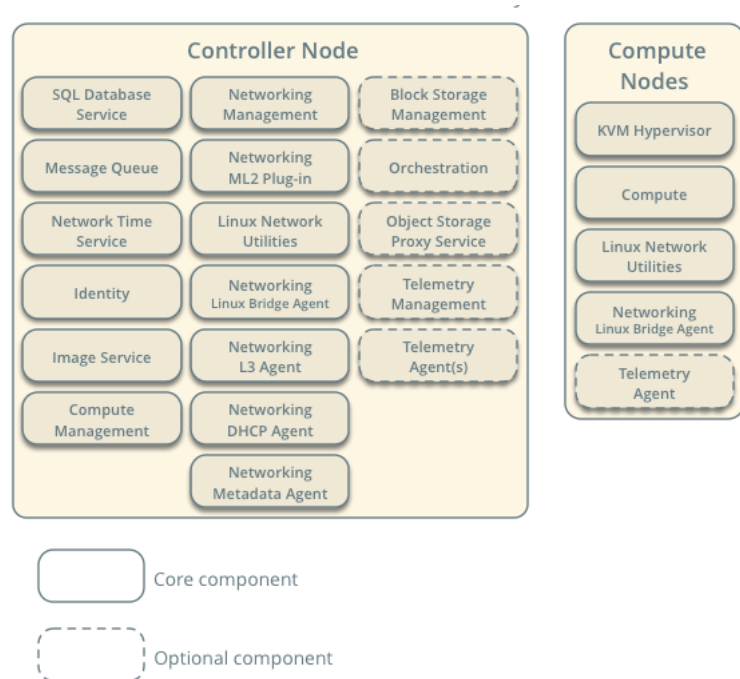 Controller Node
SQL Database
Service
Message Queue
Network Time
Service
Identity
Image Service
Compute
Management
Networking
Management
Networking
ML2 Plug-in
Linux Network
Utilities
Networking
Linux Bridge Agent
Networking
L3 Agent
Networking
DHCP Agent
Networking
Metadata Agent
Block Storage
Management
Orchestration
Object Storage
Proxy Service
Telemetry
Management
Telemetry
Agent(s)
Compute
Nodes
KVM Hypervisor
Compute
Linux Network
Utilities
Networking
Linux Bridge Agent
Telemetry
Agent
Core component
Optional component